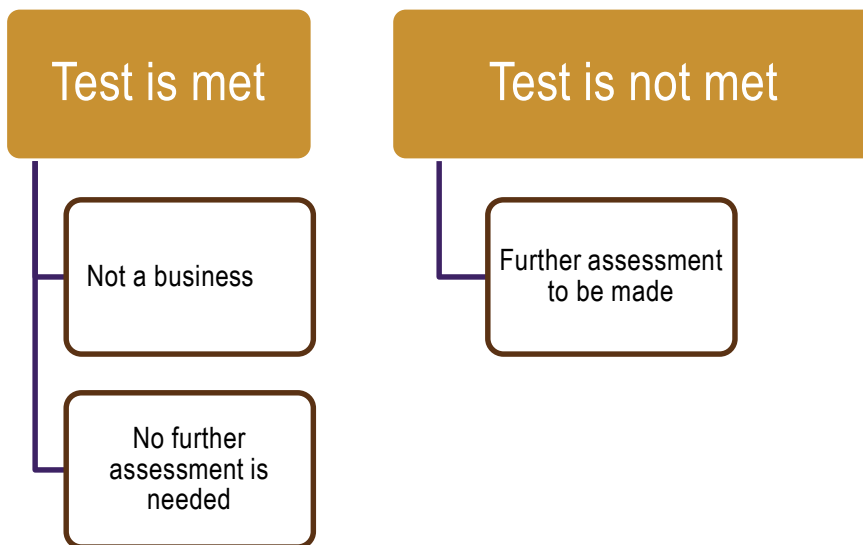 Test is met
Not a business
No further
assessment is
needed
Test is not met
Further assessment
to be made